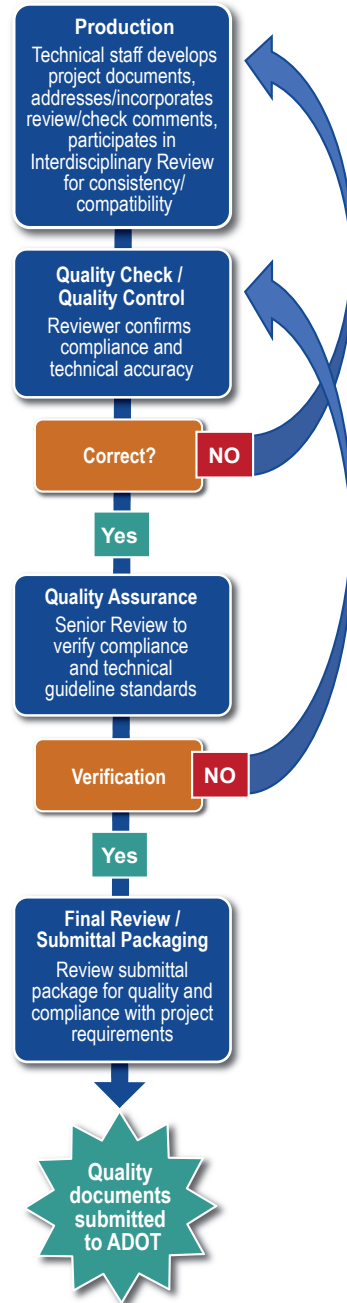 Production
Technical staff develops
project documents,
addresses/incorporates
review/check comments,
participates in
Interdisciplinary Review
for consistency/
compatibility
Quality Check /
Quality Control
Reviewer confirms
compliance and
technical accuracy
Correct?
NO
Yes
Quality Assurance
Senior Review to
verify compliance
and technical
guideline standards
Verification
NO
Yes
Final Review /
Submittal Packaging
Review submittal
package for quality and
compliance with project
requirements
Quality
documents
submitted
to ADOT